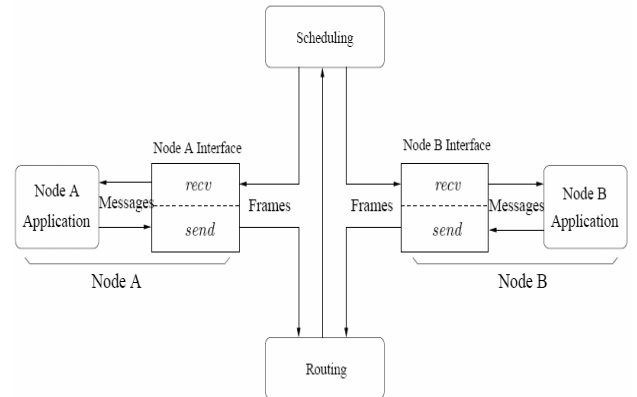 Scheduling
Node A Interface
Node B Interface
Node A
Application
Messages
recv
send
Frames
Frames
recv
send
Messages
Node B
Application
Node A
Node B
Routing